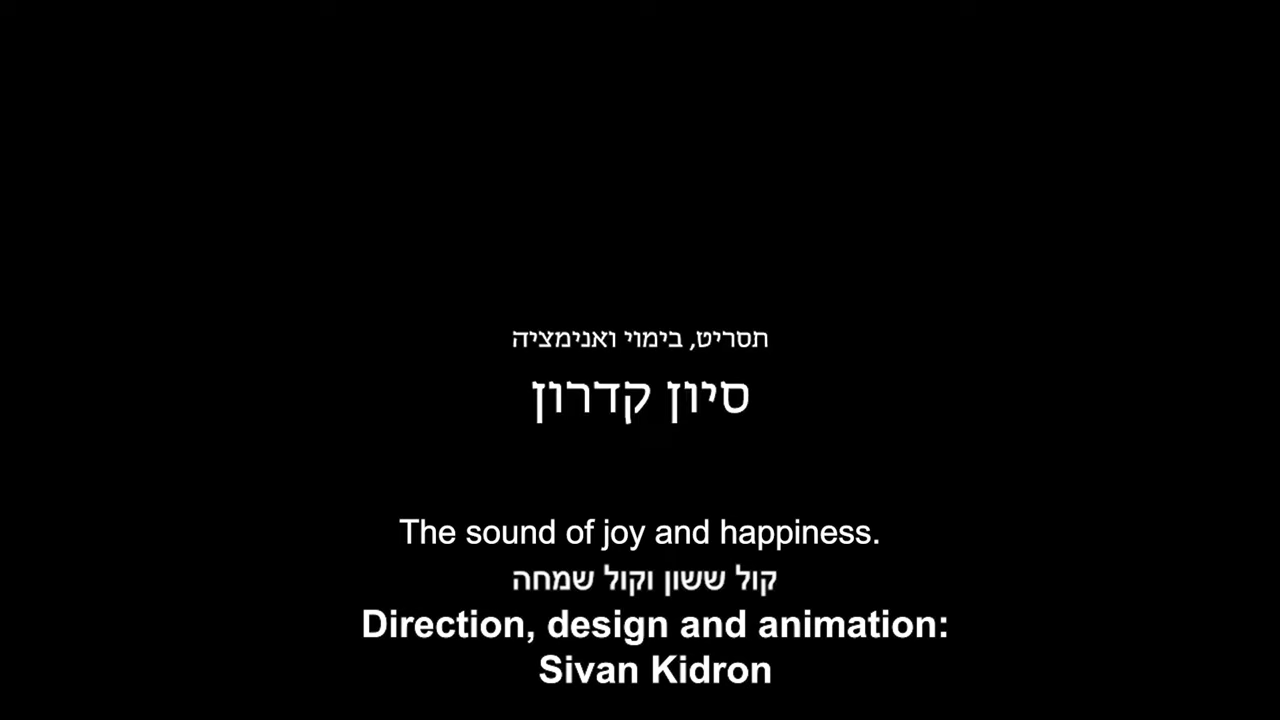 תסריט, בימוי ואנימציה
סיון קדרון
The sound of joy and happiness.
קול ששון וקול שמחה
Direction, design and animation:
Sivan Kidron